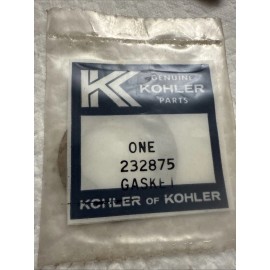 K
GENUINE
KOHLER
PARTS
ONE
232875
GASKET
KOHLER OF KOHLER